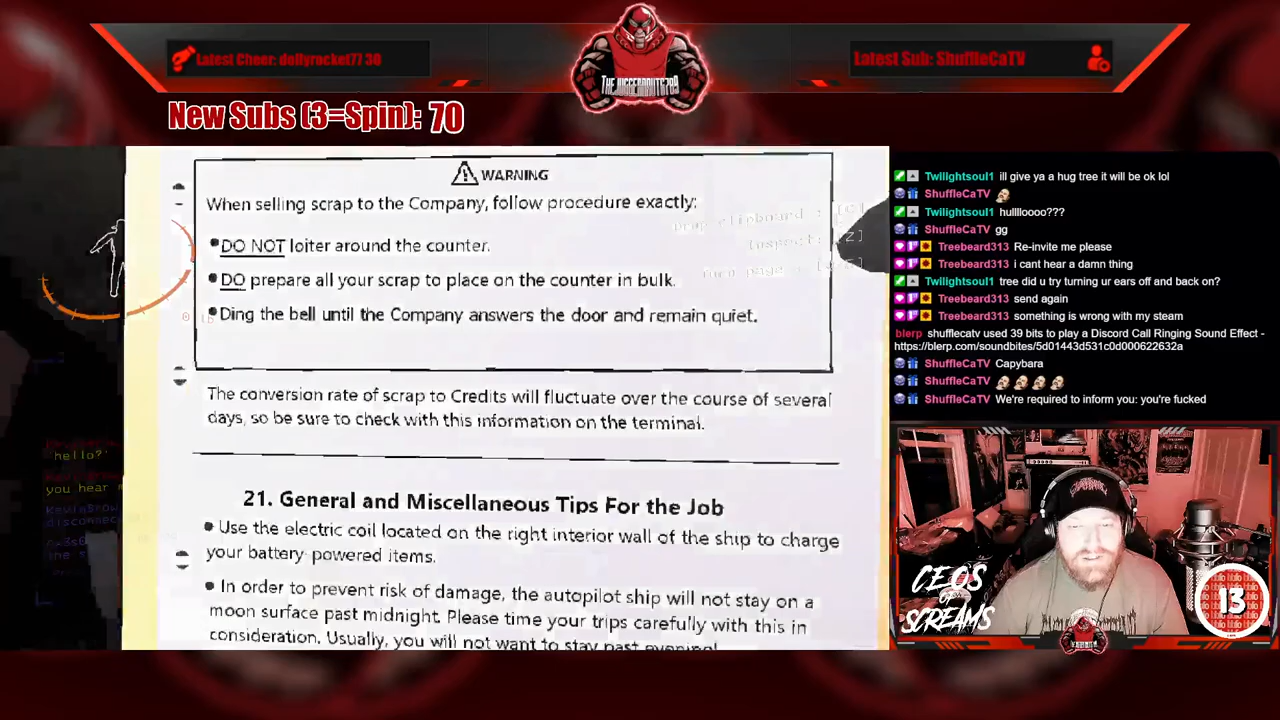 Latest Cheer: dollyrocket77 30
THEJUGGERNAUT6789
Latest Sub: ShuffleCaTV
New Subs (3=Spin): 70
WARNING
When selling scrap to the Company, follow procedure exactly:
DO NOT loiter around the counter.
DO prepare all your scrap to place on the counter in bulk.
Ding the bell until the Company answers the door and remain quiet.
The conversion rate of scrap to Credits will fluctuate over the course of several
days, so be sure to check with this information on the terminal.
21. General and Miscellaneous Tips For the Job
Use the electric coil located on the right interior wall of the ship to charge
your battery-powered items.
In order to prevent risk of damage, the autopilot ship will not stay on a
moon surface past midnight. Please time your trips carefully with this in
consideration. Usually, you will not want to stay past evening!
Drop clipboard : [G]
Inspect: [Z]
'hello?'
you hear
Twilightsoul1 ill give ya a hug tree it will be ok lol
ShuffleCaTV
Twilightsoul1 hulllloooo???
ShuffleCaTV gg
Treebeard313 Re-invite me please
Treebeard313 i cant hear a damn thing
Twilightsoul1 tree did u try turning ur ears off and back on?
Treebeard313 send again
Treebeard313 something is wrong with my steam
blerp shufflecatv used 39 bits to play a Discord Call Ringing Sound Effect -
https://blerp.com/soundbites/5d01443d531c0d000622632a
ShuffleCaTV Capybara
ShuffleCaTV
ShuffleCaTV We're required to inform you: you're fucked
CEOS
OF
SCREAMS
13